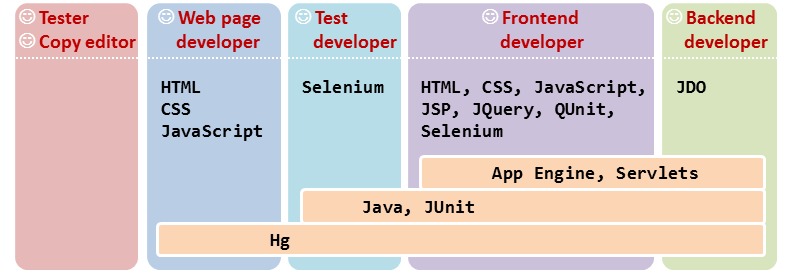 Tester
Copy editor
Web page
developer
Test
developer
Frontend
developer
Backend
developer
HTML
CSS
JavaScript
Selenium
HTML, CSS, JavaScript,
JSP, JQuery, QUnit,
Selenium
JDO
App Engine, Servlets
Java, JUnit
Hg